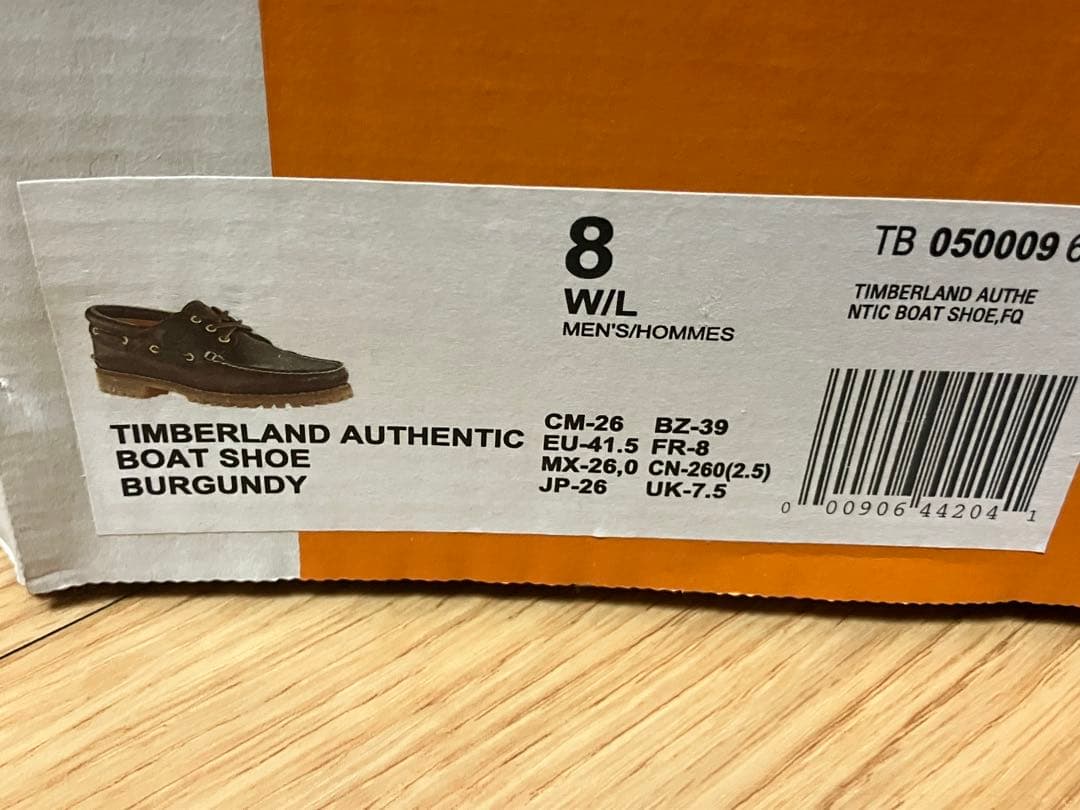 8
W/L
MEN'S/HOMMES
TB 050009 6
TIMBERLAND AUTHE
NTIC BOAT SHOE,FQ
TIMBERLAND AUTHENTIC
BOAT SHOE
BURGUNDY
CM-26 BZ-39
EU-41.5 FR-8
MX-26,0 CN-260(2.5)
JP-26 UK-7.5
0 00906 44204 1